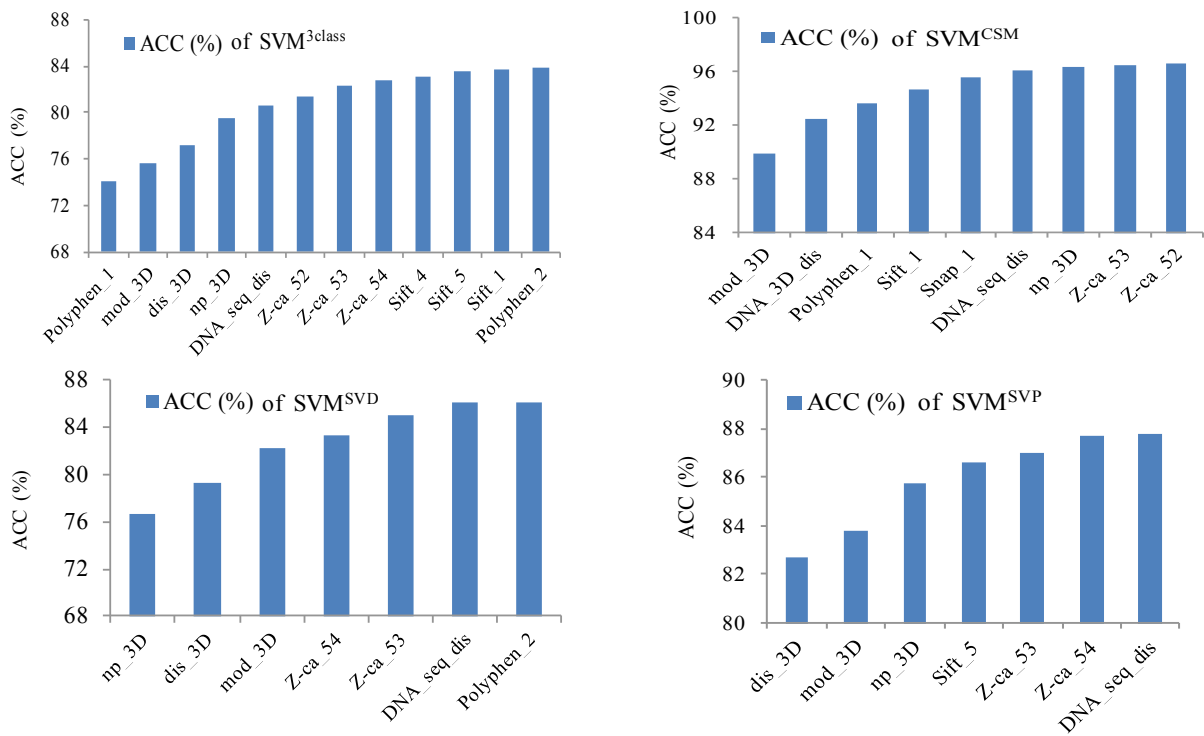 88
84
80
76
72
68
ACC (%)
ACC (%) of SVM3class
Polyphen_1
mod_3D
dis_3D
np_3D
DNA_seq_dis
Z-ca_52
Z-ca_53
Z-ca_54
Sift_4
Sift_5
Sift_1
Polyphen_2
100
96
92
88
84
ACC (%)
ACC (%) of SVMCSM
mod_3D
DNA_3D_dis
Polyphen_1
Sift_1
Snap_1
DNA_seq_dis
np_3D
Z-ca_53
Z-ca_52
88
84
80
76
72
68
ACC (%)
ACC (%) of SVMSVD
np_3D
dis_3D
mod_3D
Z-ca_54
Z-ca_53
DNA_seq_dis
Polyphen_2
90
88
86
84
82
80
ACC (%)
ACC (%) of SVMSVP
dis_3D
mod_3D
np_3D
Sift_5
Z-ca_53
Z-ca_54
DNA_seq_dis